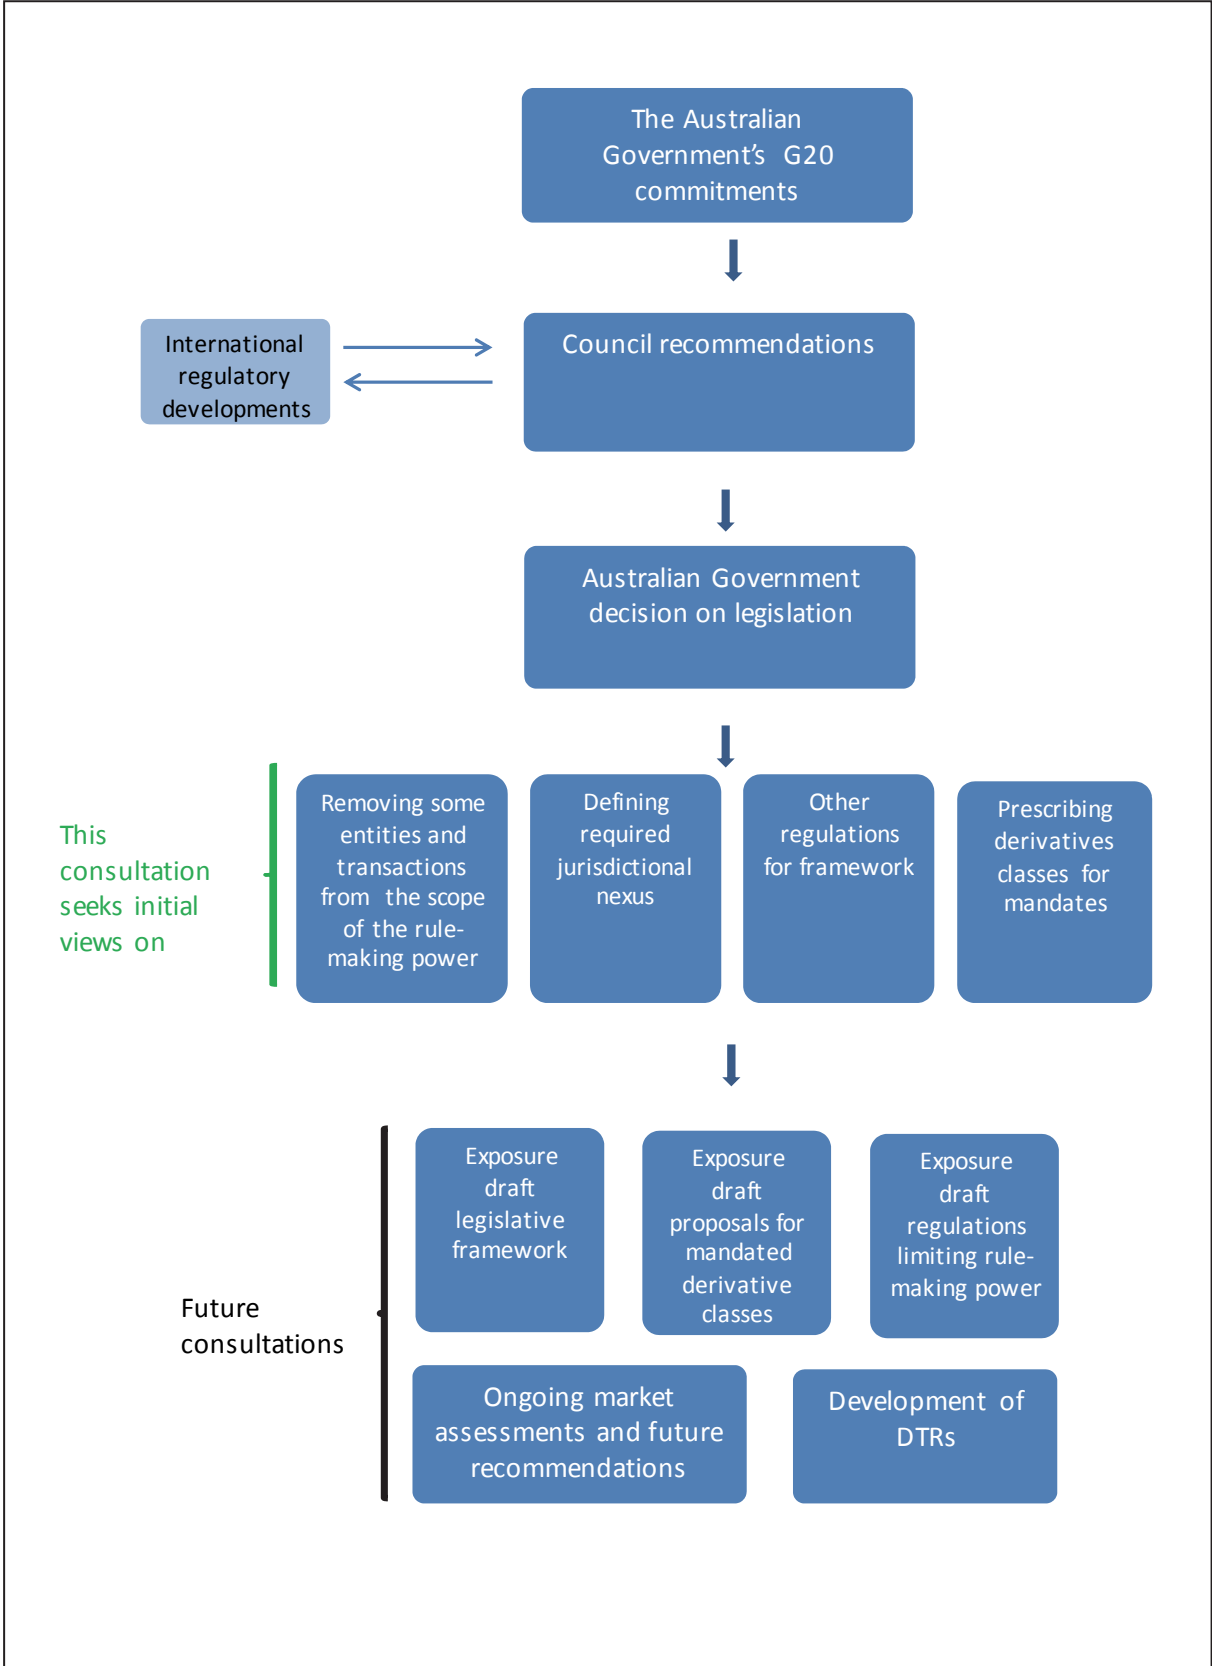 The Australian
Government’s G20
commitments
International
regulatory
developments
Council recommendations
Australian Government
decision on legislation
This
consultation
seeks initial
views on
Removing some
entities and
transactions
from the scope
of the rule-
making power
Defining
required
jurisdictional
nexus
Other
regulations
for framework
Prescribing
derivatives
classes for
mandates
Future
consultations
Exposure
draft
legislative
framework
Exposure
draft
proposals for
mandated
derivative
classes
Exposure
draft
regulations
limiting rule-
making power
Ongoing market
assessments and future
recommendations
Development of
DTRs